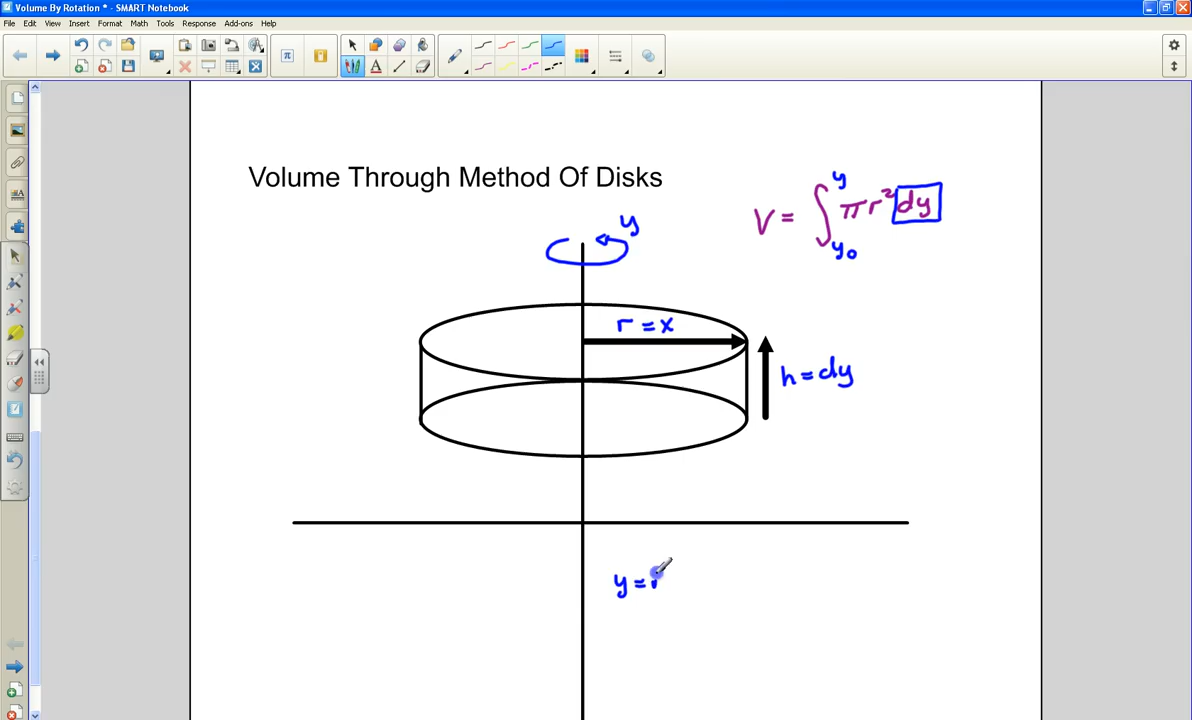 Volume By Rotation * - SMART Notebook
File Edit View Insert Format Math Tools Response Add-ons Help
Volume Through Method Of Disks
V = ∫ y y₀ πr² dy
y
r = x
h = dy
y =